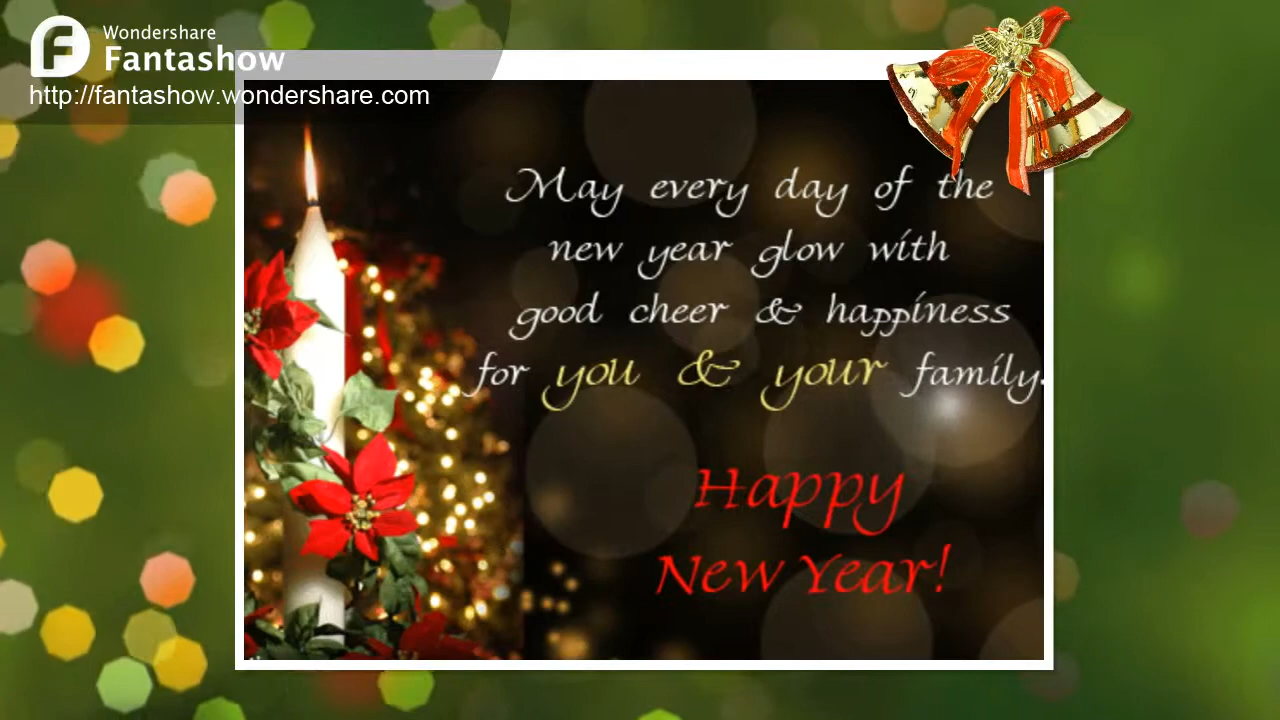 Wondershare
Fantashow
http://fantashow.wondershare.com
May every day of the
new year glow with
good cheer & happiness
for you & your family.
Happy
New Year!